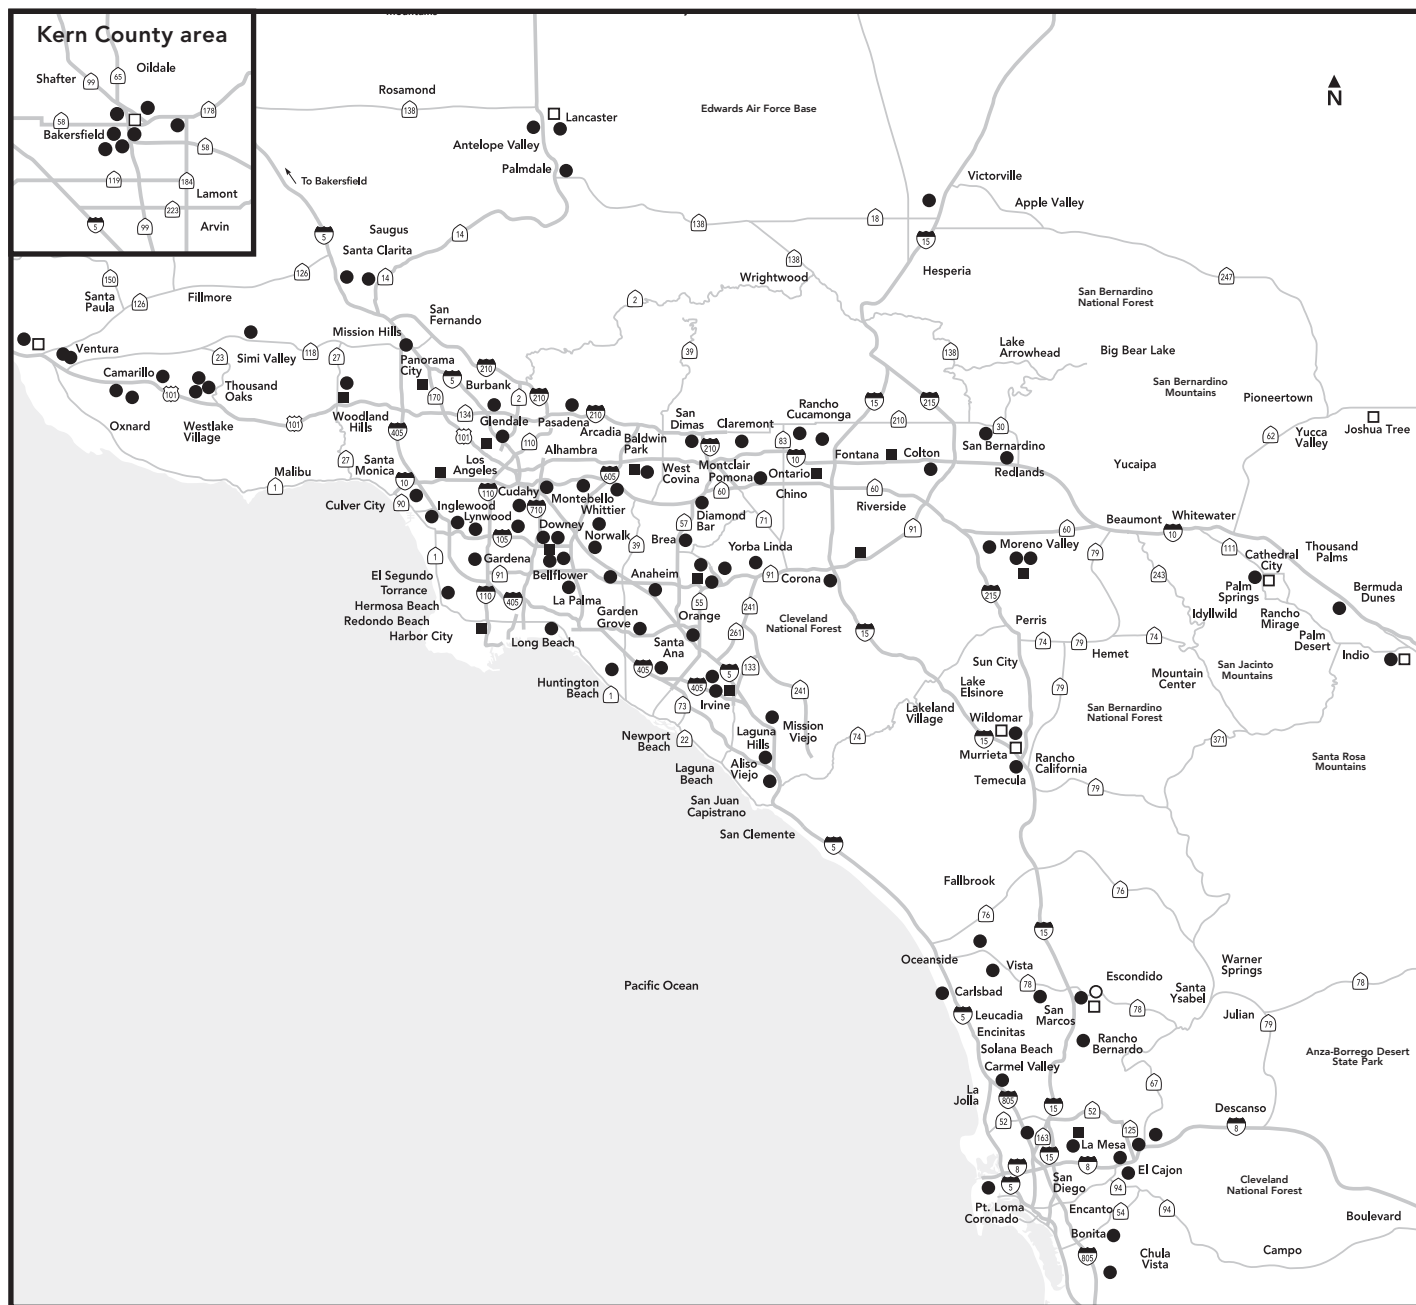 Kern County area
Oildale
Shafter
99
65
178
58
Bakersfield
58
119
184
Lamont
223
5
99
Arvin
N
Rosamond
138
Edwards Air Force Base
Lancaster
Antelope Valley
Palmdale
To Bakersfield
Victorville
Apple Valley
Saugus
5
14
138
18
15
Santa Clarita
14
126
138
Wrightwood
Hesperia
247
150
Santa
Paula
126
Fillmore
2
San Bernardino
National Forest
San
Fernando
Mission Hills
Ventura
23
Simi Valley
118
27
39
138
Lake
Arrowhead
Big Bear Lake
Panorama
City
210
5
Burbank
Camarillo
101
Thousand
Oaks
170
2
210
San Bernardino
Mountains
Pioneertown
15
215
Oxnard
Westlake
Village
101
Woodland
Hills
405
134
Glendale
Pasadena
210
Arcadia
101
110
San
Dimas
210
Claremont
Rancho
Cucamonga
83
210
30
San Bernardino
Joshua Tree
62
Yucca
Valley
Baldwin
Park
Alhambra
Malibu
1
27
Santa
Monica
10
Los
Angeles
605
West
Covina
Montclair
Pomona
10
Ontario
Fontana
Colton
Redlands
Yucaipa
Culver City
90
110
Cudahy
710
Montebello
Whittier
60
Chino
60
Riverside
Inglewood
Lynwood
105
Downey
Norwalk
39
57
Diamond
Bar
71
91
60
Beaumont
Whitewater
10
Brea
111
Cathedral
City
Thousand
Palms
1
Gardena
91
Bellflower
Yorba Linda
91
Corona
Moreno Valley
79
243
El Segundo
Torrance
Hermosa Beach
Redondo Beach
Harbor City
110
405
La Palma
Anaheim
55
Orange
241
215
Palm
Springs
Bermuda
Dunes
Idyllwild
Rancho
Mirage
Palm
Desert
Garden
Grove
261
Cleveland
National Forest
15
Perris
74
79
74
Hemet
Long Beach
Santa
Ana
Indio
405
405
5
133
Irvine
Sun City
Lake
Elsinore
79
Mountain
Center
San Jacinto
Mountains
Huntington
Beach
1
73
241
Lakeland
Village
Wildomar
San Bernardino
National Forest
Newport
Beach
22
Laguna
Hills
Mission
Viejo
74
15
Murrieta
371
Laguna
Beach
Aliso
Viejo
Temecula
Rancho
California
79
Santa Rosa
Mountains
San Juan
Capistrano
San Clemente
5
Fallbrook
76
76
15
Oceanside
Vista
78
Escondido
Warner
Springs
Pacific Ocean
Carlsbad
San
Marcos
78
Santa
Ysabel
78
5
Leucadia
Encinitas
Julian
79
Solana Beach
Rancho
Bernardo
Anza-Borrego Desert
State Park
Carmel Valley
La
Jolla
805
67
52
15
52
125
Descanso
8
163
15
La Mesa
8
8
El Cajon
5
San
Diego
94
Cleveland
National Forest
Pt. Loma
Coronado
Encanto
54
94
Boulevard
Bonita
805
Chula
Vista
Campo